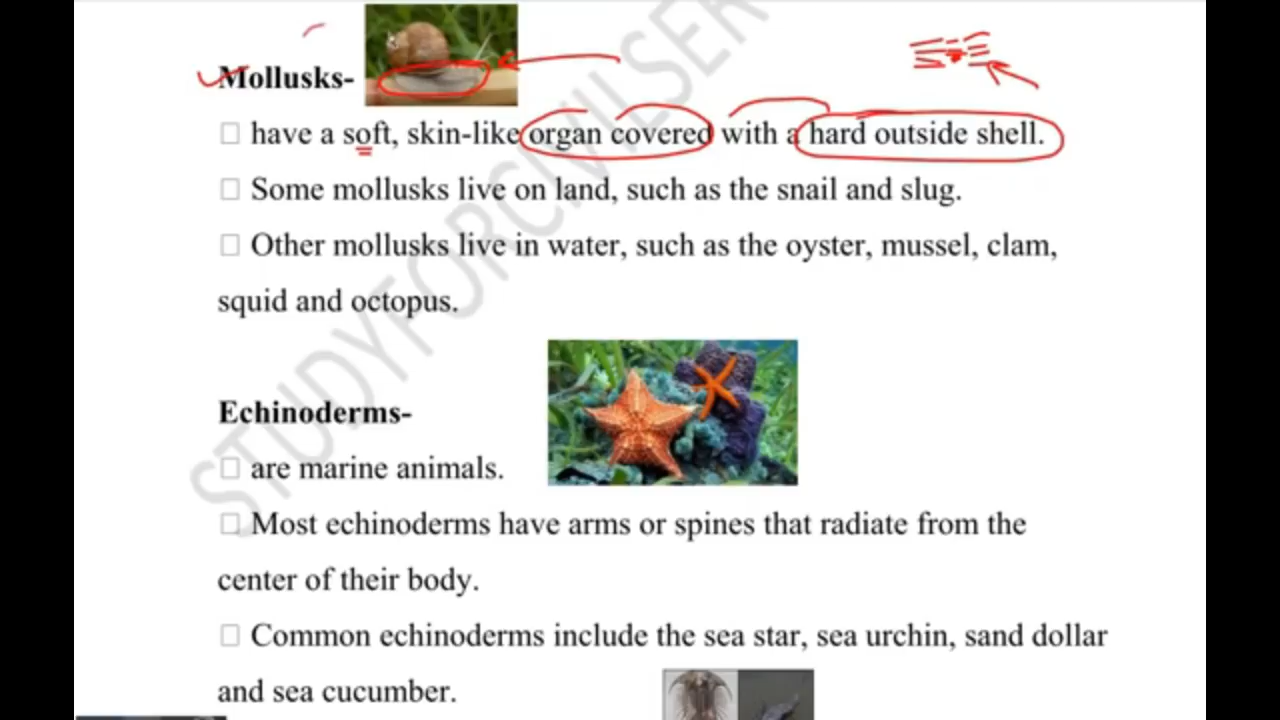 Mollusks-
□ have a soft, skin-like organ covered with a hard outside shell.
□ Some mollusks live on land, such as the snail and slug.
□ Other mollusks live in water, such as the oyster, mussel, clam,
squid and octopus.
Echinoderms-
□ are marine animals.
□ Most echinoderms have arms or spines that radiate from the
center of their body.
□ Common echinoderms include the sea star, sea urchin, sand dollar
and sea cucumber.
STUDYFORCIVILSER